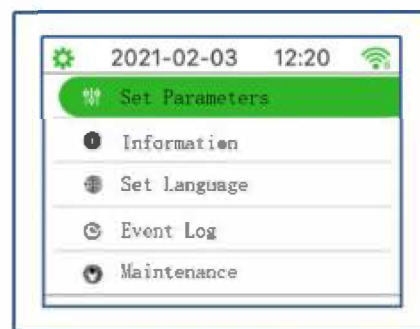 2021-02-03 12:20
Set Parameters
Information
Set Language
Event Log
Maintenance